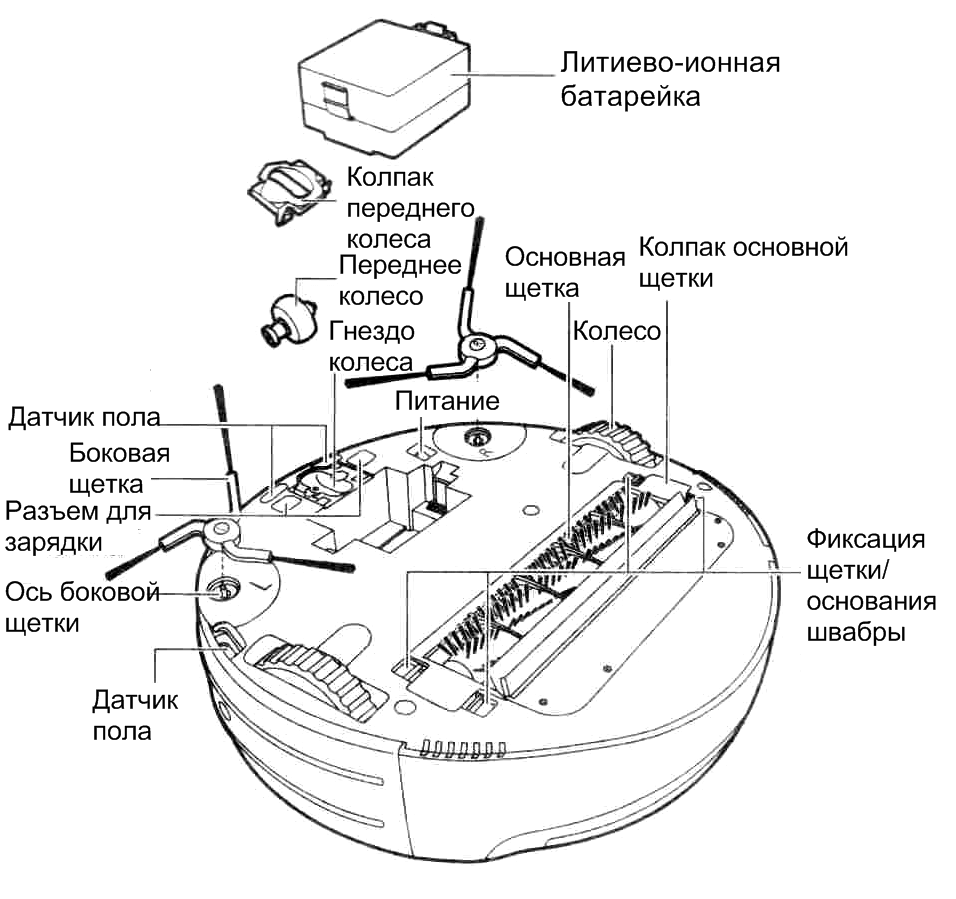 Литиево-ионная
батарейка
Колпак
переднего
колеса
Переднее
колесо
Основная
щетка
Колпак основной
щетки
Гнездо
колеса
Колесо
Питание
Датчик пола
Боковая
щетка
Разъем для
зарядки
Ось боковой
щетки
Датчик
пола
Фиксация
щетки/
основания
швабры
R
L